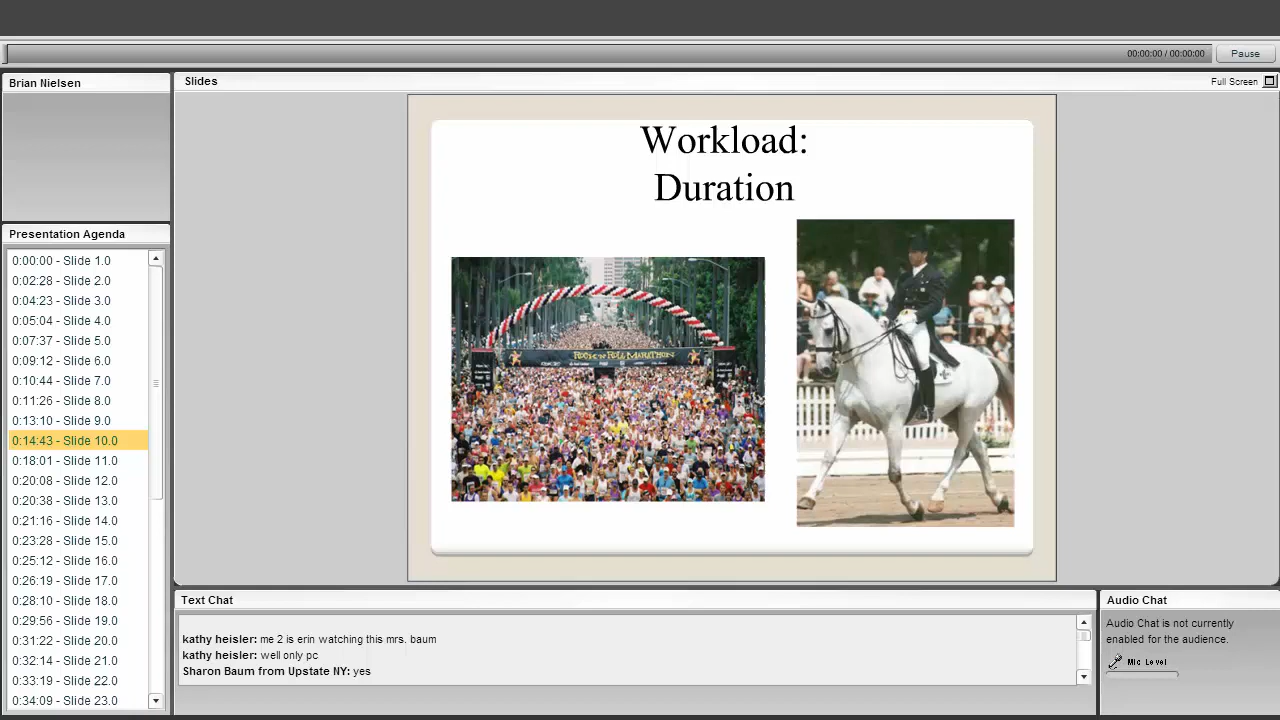 00:00:00 / 00:00:00
Pause
Brian Nielsen
Slides
Full Screen
Workload:
Duration
ROCK 'N' ROLL MARATHON
Presentation Agenda
0:00:00 - Slide 1.0
0:02:28 - Slide 2.0
0:04:23 - Slide 3.0
0:05:04 - Slide 4.0
0:07:37 - Slide 5.0
0:09:12 - Slide 6.0
0:10:44 - Slide 7.0
0:11:26 - Slide 8.0
0:13:10 - Slide 9.0
0:14:43 - Slide 10.0
0:18:01 - Slide 11.0
0:20:08 - Slide 12.0
0:20:38 - Slide 13.0
0:21:16 - Slide 14.0
0:23:28 - Slide 15.0
0:25:12 - Slide 16.0
0:26:19 - Slide 17.0
0:28:10 - Slide 18.0
0:29:56 - Slide 19.0
0:31:22 - Slide 20.0
0:32:14 - Slide 21.0
0:33:19 - Slide 22.0
0:34:09 - Slide 23.0
Text Chat
kathy heisler: me 2 is erin watching this mrs. baum
kathy heisler: well only pc
Sharon Baum from Upstate NY: yes
Audio Chat
Audio Chat is not currently
enabled for the audience.
Mic Level